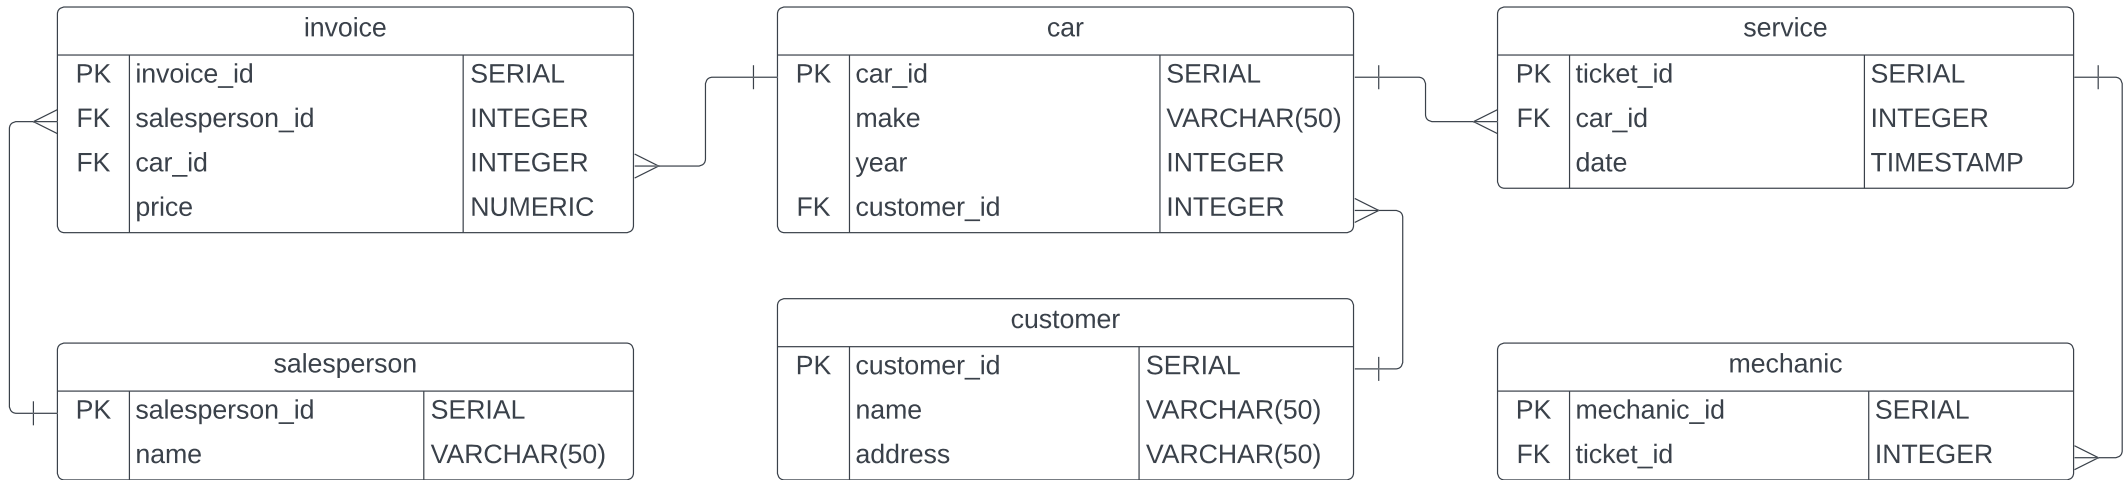 invoice
PK invoice_id SERIAL
FK salesperson_id INTEGER
FK car_id INTEGER
price NUMERIC
car
PK car_id SERIAL
make VARCHAR(50)
year INTEGER
FK customer_id INTEGER
service
PK ticket_id SERIAL
FK car_id INTEGER
date TIMESTAMP
salesperson
PK salesperson_id SERIAL
name VARCHAR(50)
customer
PK customer_id SERIAL
name VARCHAR(50)
address VARCHAR(50)
mechanic
PK mechanic_id SERIAL
FK ticket_id INTEGER